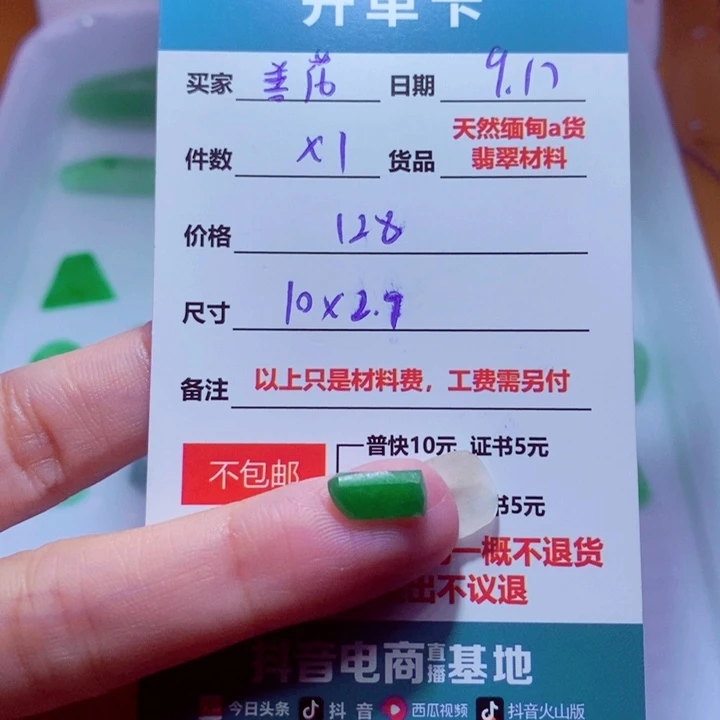 开单卡
买家 善茄 日期 9.17
件数 x1 货品 天然缅甸a货
翡翠材料
价格 128
尺寸 10x2.9
备注 以上只是材料费，工费需另付
普快10元 证书5元
不包邮
书5元
一概不退货
出不议退
抖音电商直播基地
今日头条 抖音 西瓜视频 抖音火山版